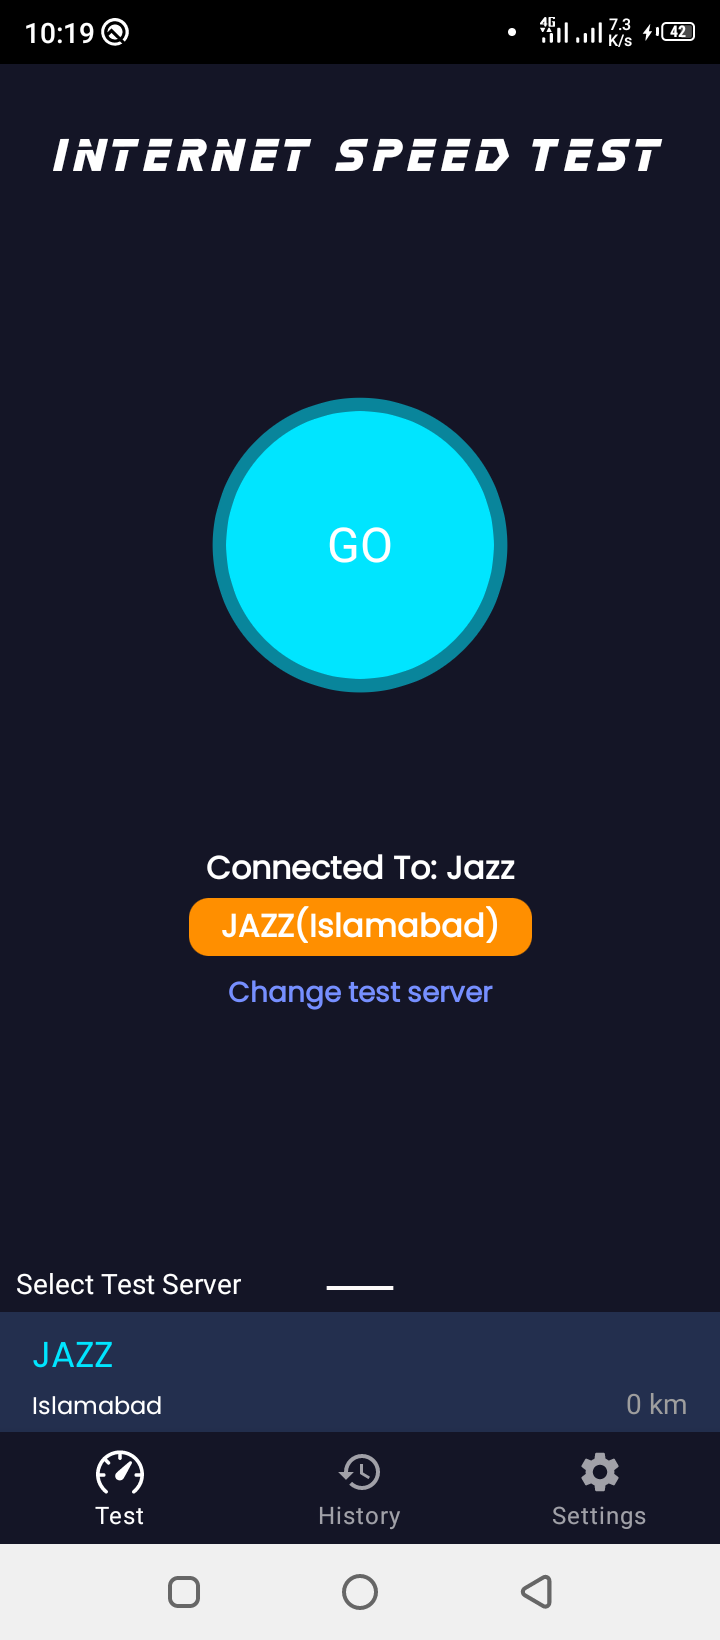 10:19
4G
7.3
K/s
42
INTERNET SPEED TEST
GO
Connected To: Jazz
JAZZ(Islamabad)
Change test server
Select Test Server
JAZZ
Islamabad
0 km
Test
History
Settings